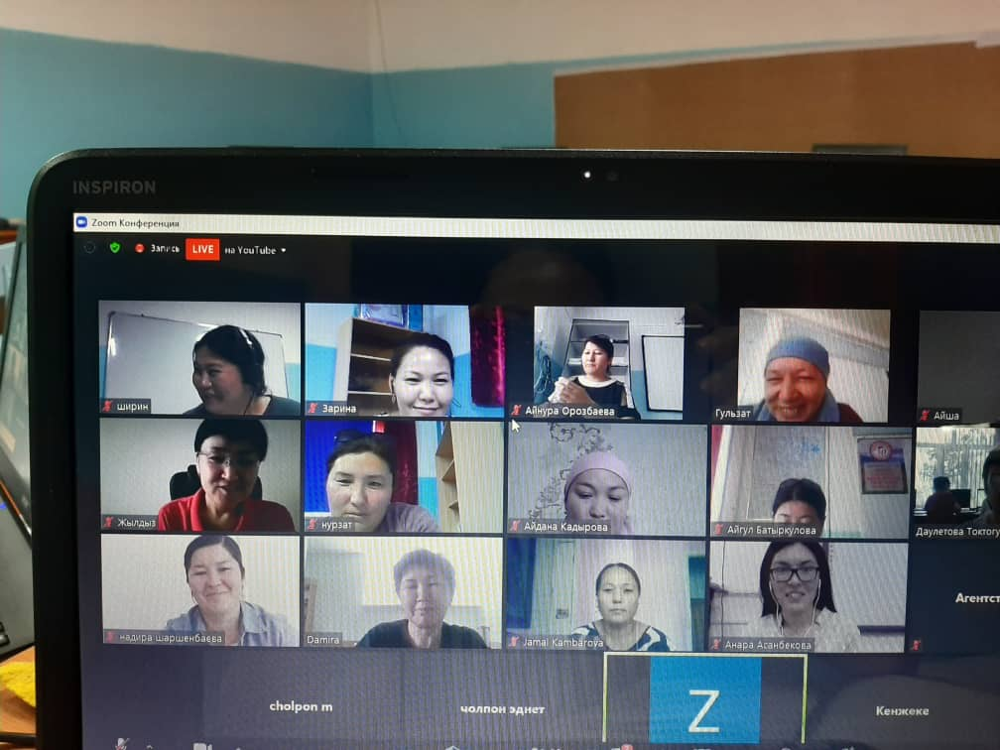 INSPIRON
Zoom Конференция
Запись LIVE на YouTube
ширин
Зарина
Айнура Орозбаева
Гульзат
Айша
Жылдыз
нурзат
Айдана Кадырова
Айгул Батыркулова
Даулетова Токтогу
надира шаршенбаева
Damira
Jamal Kambarova
Анара Асанбекова
Агентст
cholpon m
чолпон эднет
Z
Кенжеке